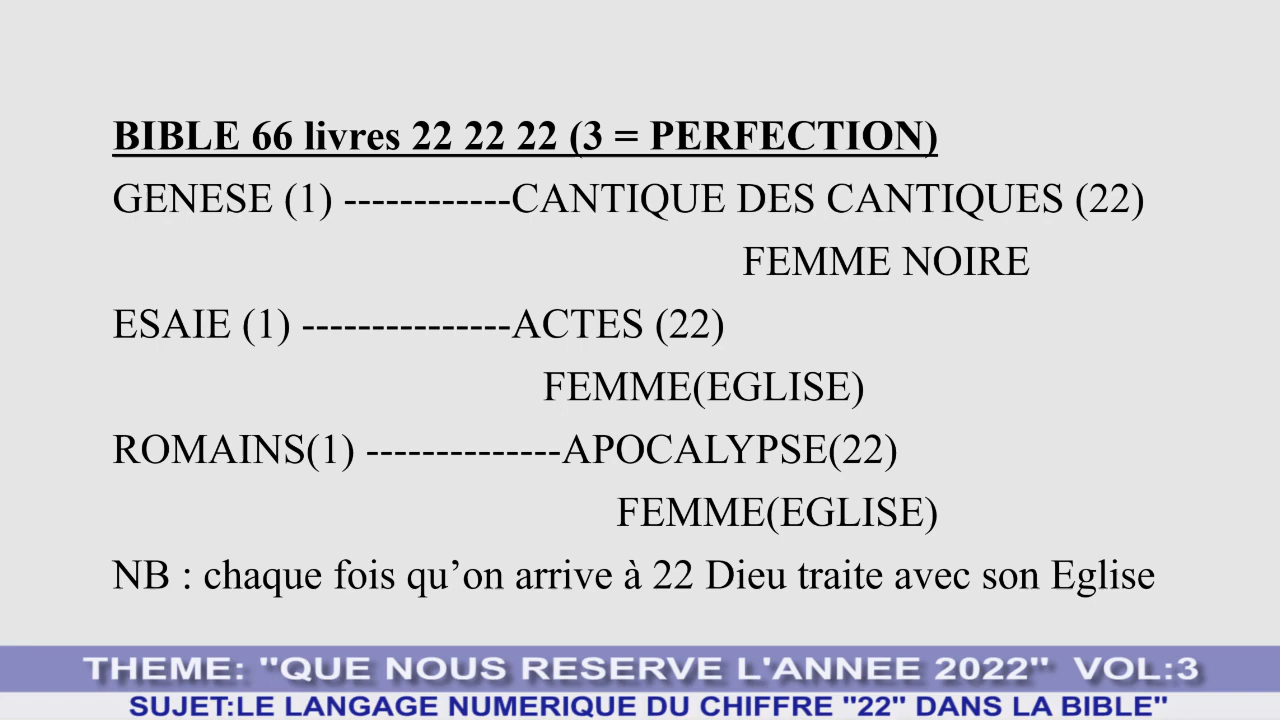 BIBLE 66 livres 22 22 22 (3 = PERFECTION)
GENESE (1) ------------CANTIQUE DES CANTIQUES (22)
FEMME NOIRE
ESAIE (1) ---------------ACTES (22)
FEMME(EGLISE)
ROMAINS(1) --------------APOCALYPSE(22)
FEMME(EGLISE)
NB : chaque fois qu’on arrive à 22 Dieu traite avec son Eglise
THEME: "QUE NOUS RESERVE L'ANNEE 2022" VOL:3
SUJET:LE LANGAGE NUMERIQUE DU CHIFFRE "22" DANS LA BIBLE"